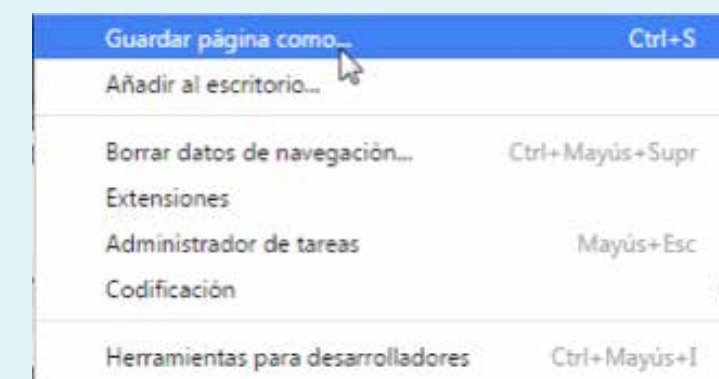 Guardar página como... Ctrl+S
Añadir al escritorio...
Borrar datos de navegación... Ctrl+Mayús+Supr
Extensiones
Administrador de tareas Mayús+Esc
Codificación
Herramientas para desarrolladores Ctrl+Mayús+I